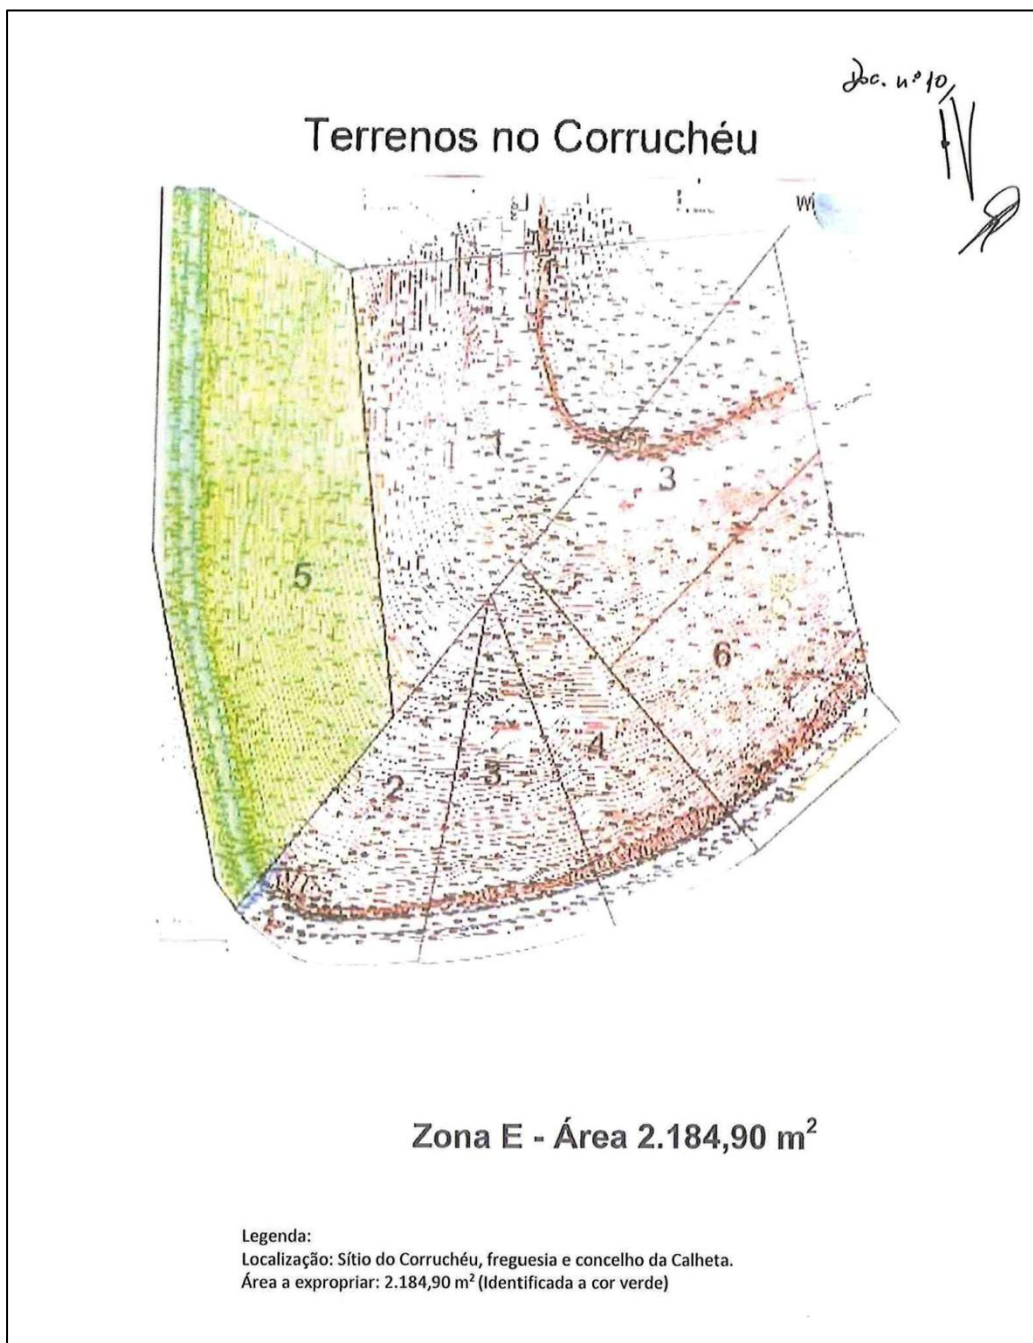 Doc. nº 10,
Terrenos no Corruchéu
1
3
5
6
4
3
2
Zona E - Área 2.184,90 m²
Legenda:
Localização: Sítio do Corruchéu, freguesia e concelho da Calheta.
Área a expropriar: 2.184,90 m² (Identificada a cor verde)